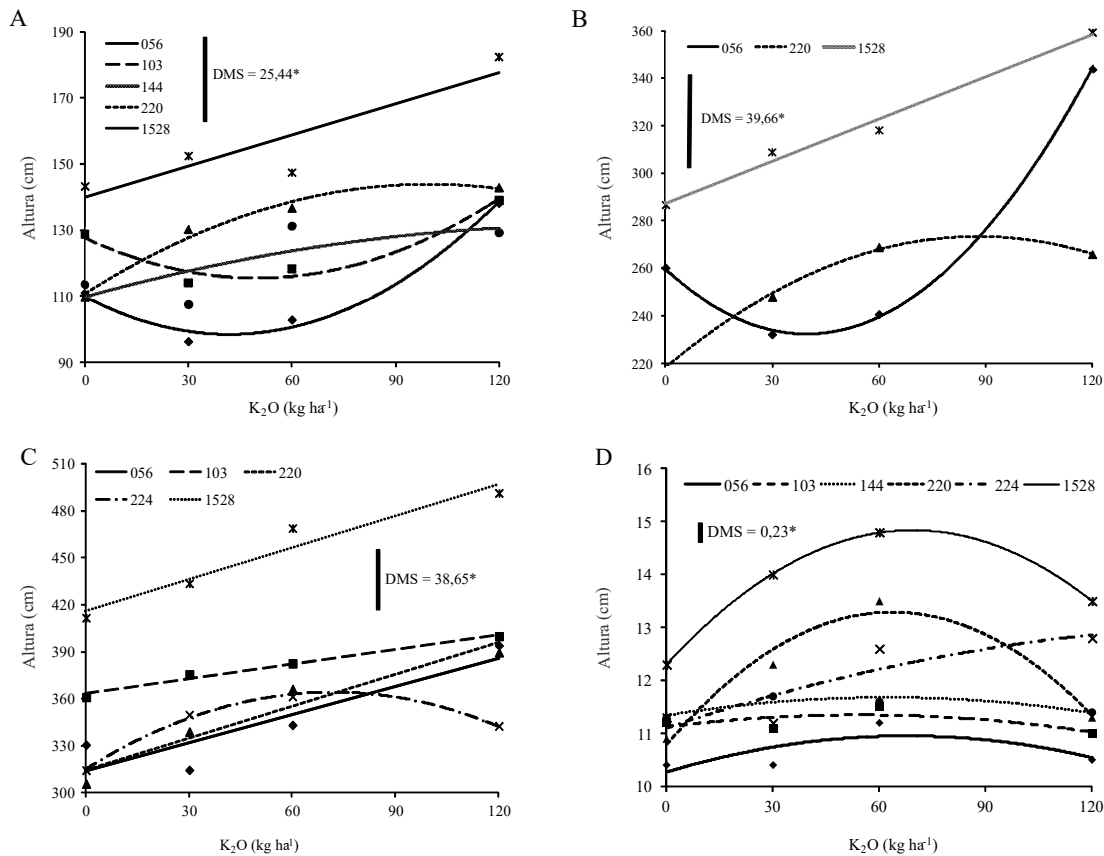 A
190
170
150
130
110
90
0 30 60 90 120
Altura (cm)
K2O (kg ha-1)
056
103
144
220
1528
DMS = 25,44*
B
360
340
320
300
280
260
240
220
0 30 60 90 120
Altura (cm)
K2O (kg ha-1)
056 220 1528
DMS = 39,66*
C
510
480
450
420
390
360
330
300
0 30 60 90 120
Altura (cm)
K2O (kg ha1)
056 103 220
224 1528
DMS = 38,65*
D
16
15
14
13
12
11
10
0 30 60 90 120
Altura (cm)
K2O (kg ha-1)
056 103 144 220 224 1528
DMS = 0,23*